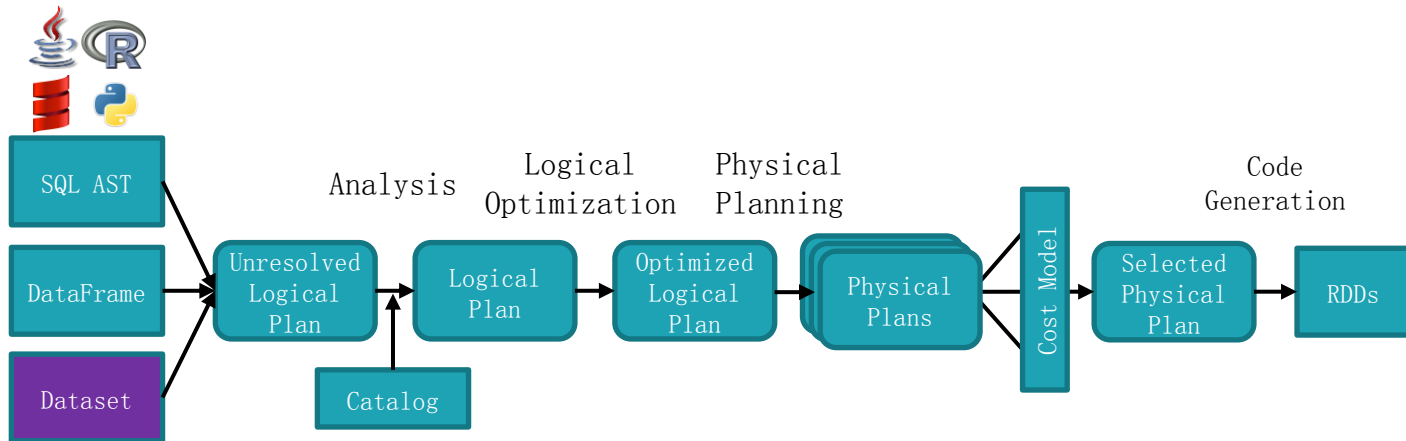 R
SQL AST
DataFrame
Dataset
Unresolved
Logical
Plan
Analysis
Catalog
Logical
Plan
Logical
Optimization
Optimized
Logical
Plan
Physical
Planning
Physical
Plans
Cost Model
Selected
Physical
Plan
Code
Generation
RDDs